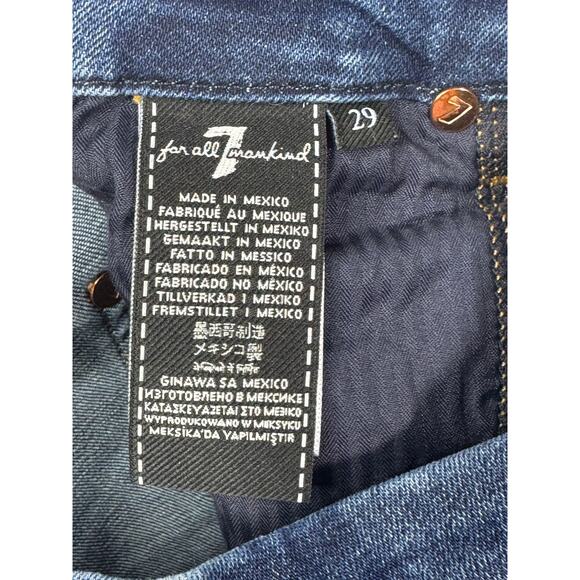 for all 7 mankind
29
MADE IN MEXICO
FABRIQUÉ AU MEXIQUE
HERGESTELLT IN MEXIKO
GEMAAKT IN MEXICO
FATTO IN MESSICO
FABRICADO EN MÉXICO
FABRICADO NO MÉXICO
TILLVERKAD I MEXIKO
FREMSTILLET I MEXICO
墨西哥制造
メキシコ製
GINAWA SA MEXICO
ИЗГОТОВЛЕНО В МЕКСИКЕ
ΚΑΤΑΣΚΕΥΑΖΕΤΑΙ ΣΤΟ ΜΕΞΙΚΟ
WYPRODUKOWANO W MEKSYKU
MEKSİKA'DA YAPILMIŞTIR